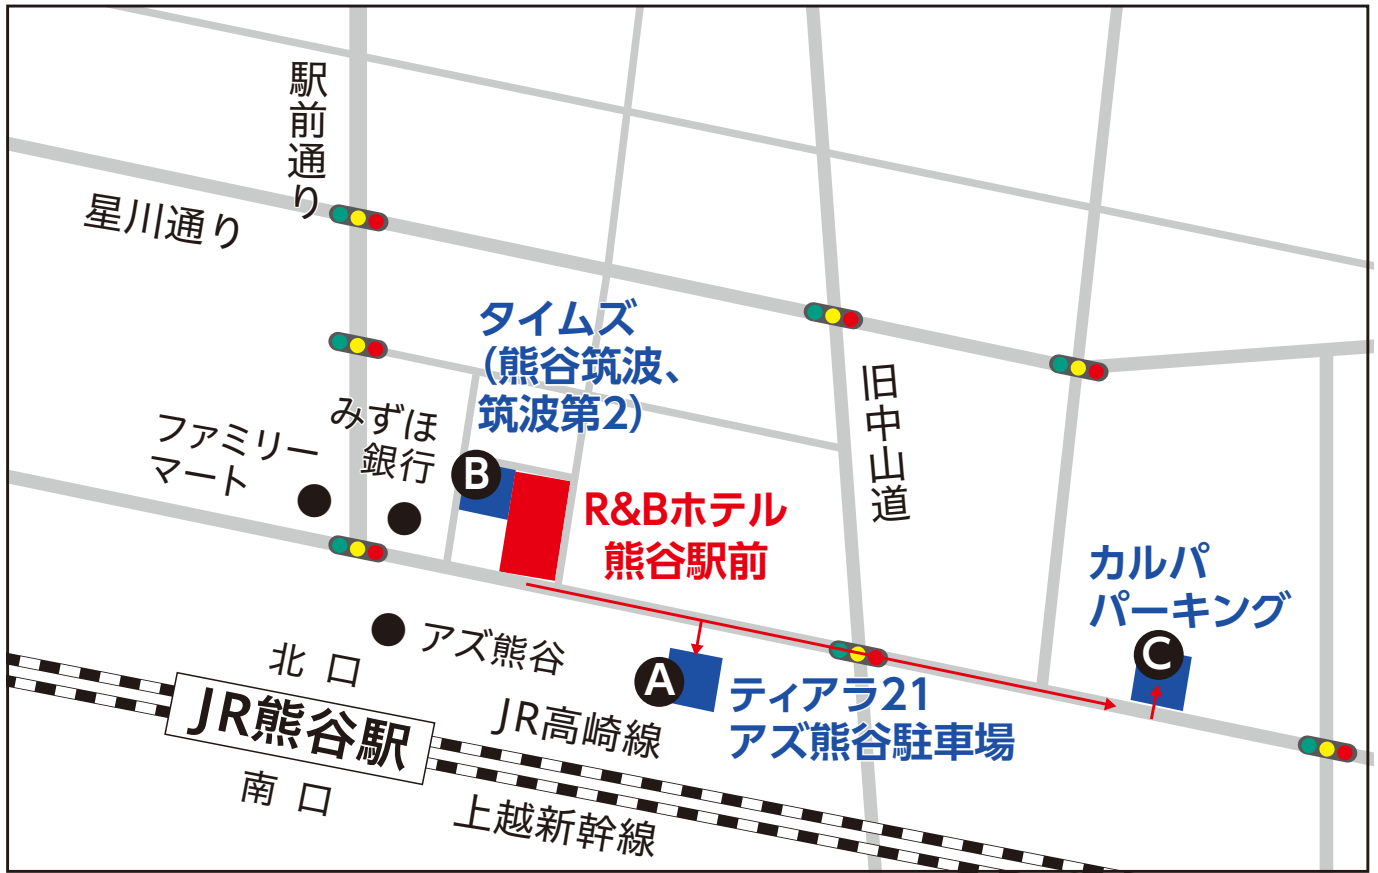 駅前通り
星川通り
タイムズ
(熊谷筑波、
筑波第2)
みずほ
銀行
ファミリー
マート
B
R&Bホテル
熊谷駅前
旧中山道
カルパ
パーキング
C
アズ熊谷
A
ティアラ21
アズ熊谷駐車場
北口
JR熊谷駅
南口
JR高崎線
上越新幹線